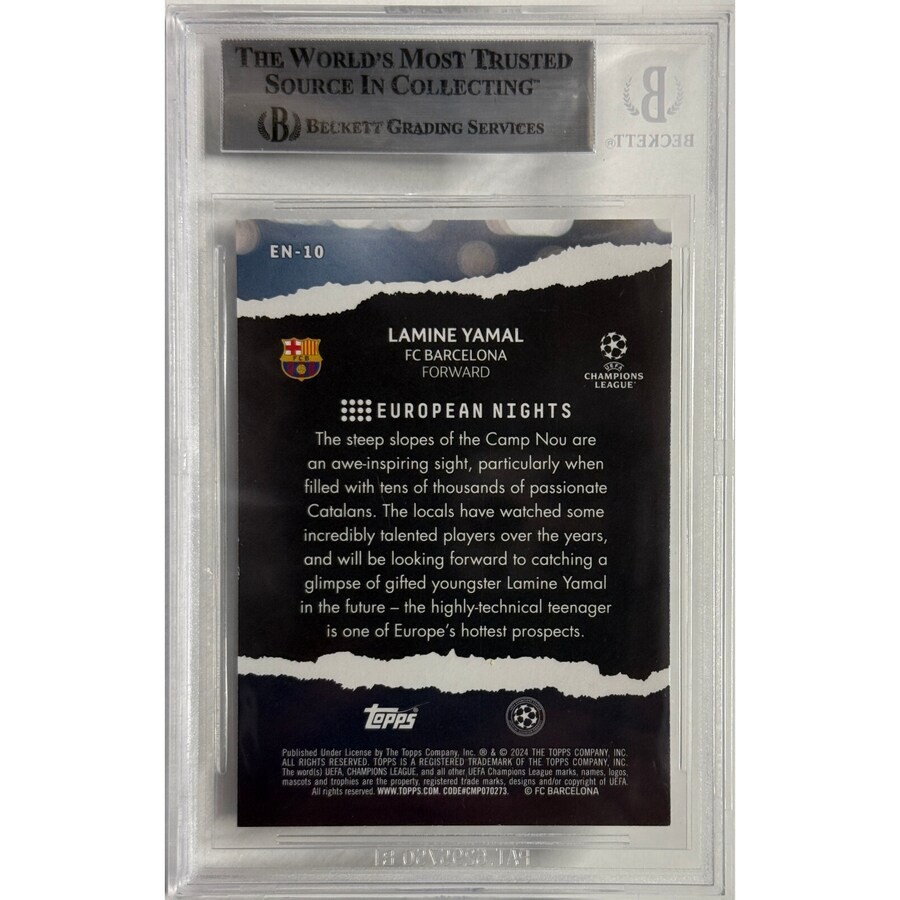 THE WORLD'S MOST TRUSTED
SOURCE IN COLLECTING™
B BECKETT GRADING SERVICES
B
BECKETT®
EN-10
LAMINE YAMAL
FC BARCELONA
FORWARD
FCB
UEFA
CHAMPIONS
LEAGUE®
EUROPEAN NIGHTS
The steep slopes of the Camp Nou are
an awe-inspiring sight, particularly when
filled with tens of thousands of passionate
Catalans. The locals have watched some
incredibly talented players over the years,
and will be looking forward to catching a
glimpse of gifted youngster Lamine Yamal
in the future – the highly-technical teenager
is one of Europe's hottest prospects.
Topps®
Published Under License by The Topps Company, Inc. ® & © 2024 THE TOPPS COMPANY, INC.
ALL RIGHTS RESERVED. TOPPS IS A REGISTERED TRADEMARK OF THE TOPPS COMPANY, INC.
The word(s) UEFA, CHAMPIONS LEAGUE, and all other UEFA Champions League marks, names, logos,
mascots and trophies are the property, registered trade marks, designs and/or copyright of UEFA.
All rights reserved. WWW.TOPPS.COM. CODE#CMP070273. © FC BARCELONA